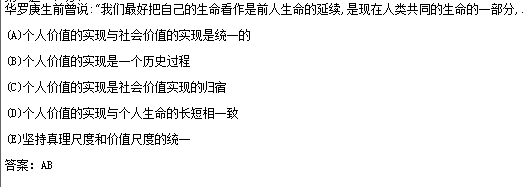 华罗庚生前曾说:“我们最好把自己的生命看作是前人生命的延续,是现在人类共同的生命的一部分,
(A)个人价值的实现与社会价值的实现是统一的
(B)个人价值的实现是一个历史过程
(C)个人价值的实现是社会价值实现的归宿
(D)个人价值的实现与个人生命的长短相一致
(E)坚持真理尺度和价值尺度的统一
答案: AB